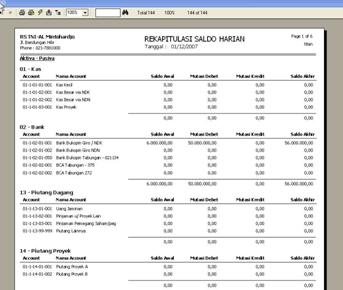 100% Total:144 100% 144 of 144
RS TNI-AL Mintohardjo REKAPITULASI SALDO HARIAN Page 1 of 6
Jl. Bendungan Hilir Tanggal : 01/12/2007 titan
Phone : 021-7891000
Aktiva - Pasiva
01 - Kas
Account Nama Account Saldo Awal Mutasi Debet Mutasi Kredit Saldo Akhir
01-1-01-01-001 Kas Kecil 0,00 0,00 0,00 0,00
01-1-01-02-001 Kas Besar via NDK 0,00 0,00 0,00 0,00
01-1-01-02-002 Kas Besar via NDN 0,00 0,00 0,00 0,00
01-1-01-03-001 Kas Proyek 0,00 0,00 0,00 0,00
0,00 0,00 0,00 0,00
02 - Bank
Account Nama Account Saldo Awal Mutasi Debet Mutasi Kredit Saldo Akhir
01-1-02-01-001 Bank Bukopin Giro / NDK 6.000.000,00 50.000.000,00 0,00 56.000.000,00
01-1-02-01-002 Bank Bukopin Giro NDN 0,00 0,00 0,00 0,00
01-1-02-01-050 Bank Bukopin Tabungan - 021134 0,00 0,00 0,00 0,00
01-1-02-02-001 BCA Tabungan - 375 0,00 0,00 0,00 0,00
01-1-02-02-002 BCA Tabungan 272 0,00 0,00 0,00 0,00
6.000.000,00 50.000.000,00 0,00 56.000.000,00
13 - Piutang Dagang
Account Nama Account Saldo Awal Mutasi Debet Mutasi Kredit Saldo Akhir
01-1-13-01-001 Uang Jaminan 0,00 0,00 0,00 0,00
01-1-13-02-001 Pinjaman u/ Proyek Lain 0,00 0,00 0,00 0,00
01-1-13-03-001 Pinjaman Pemegang Saham/peg 0,00 0,00 0,00 0,00
01-1-13-99-999 Piutang Lainnya 0,00 0,00 0,00 0,00
0,00 0,00 0,00 0,00
14 - Piutang Proyek
Account Nama Account Saldo Awal Mutasi Debet Mutasi Kredit Saldo Akhir
01-1-14-01-001 Piutang Proyek A 0,00 0,00 0,00 0,00
01-1-14-01-002 Piutang Proyek B 0,00 0,00 0,00 0,00
0,00 0,00 0,00 0,00